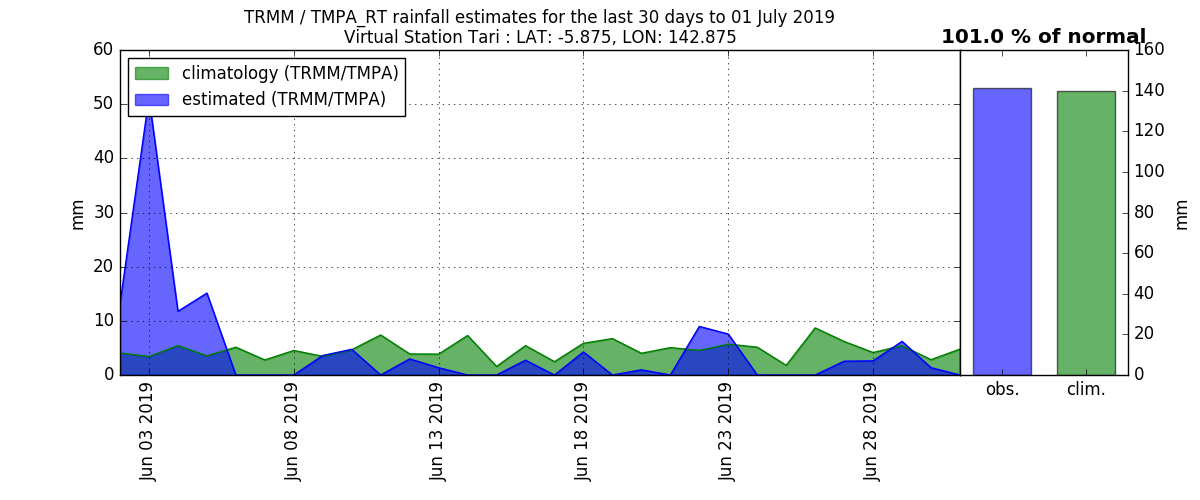 TRMM / TMPA_RT rainfall estimates for the last 30 days to 01 July 2019
Virtual Station Tari : LAT: -5.875, LON: 142.875
101.0 % of normal
climatology (TRMM/TMPA)
estimated (TRMM/TMPA)
60
50
40
30
20
10
0
mm
Jun 03 2019
Jun 08 2019
Jun 13 2019
Jun 18 2019
Jun 23 2019
Jun 28 2019
160
140
120
100
80
60
40
20
0
mm
obs.
clim.